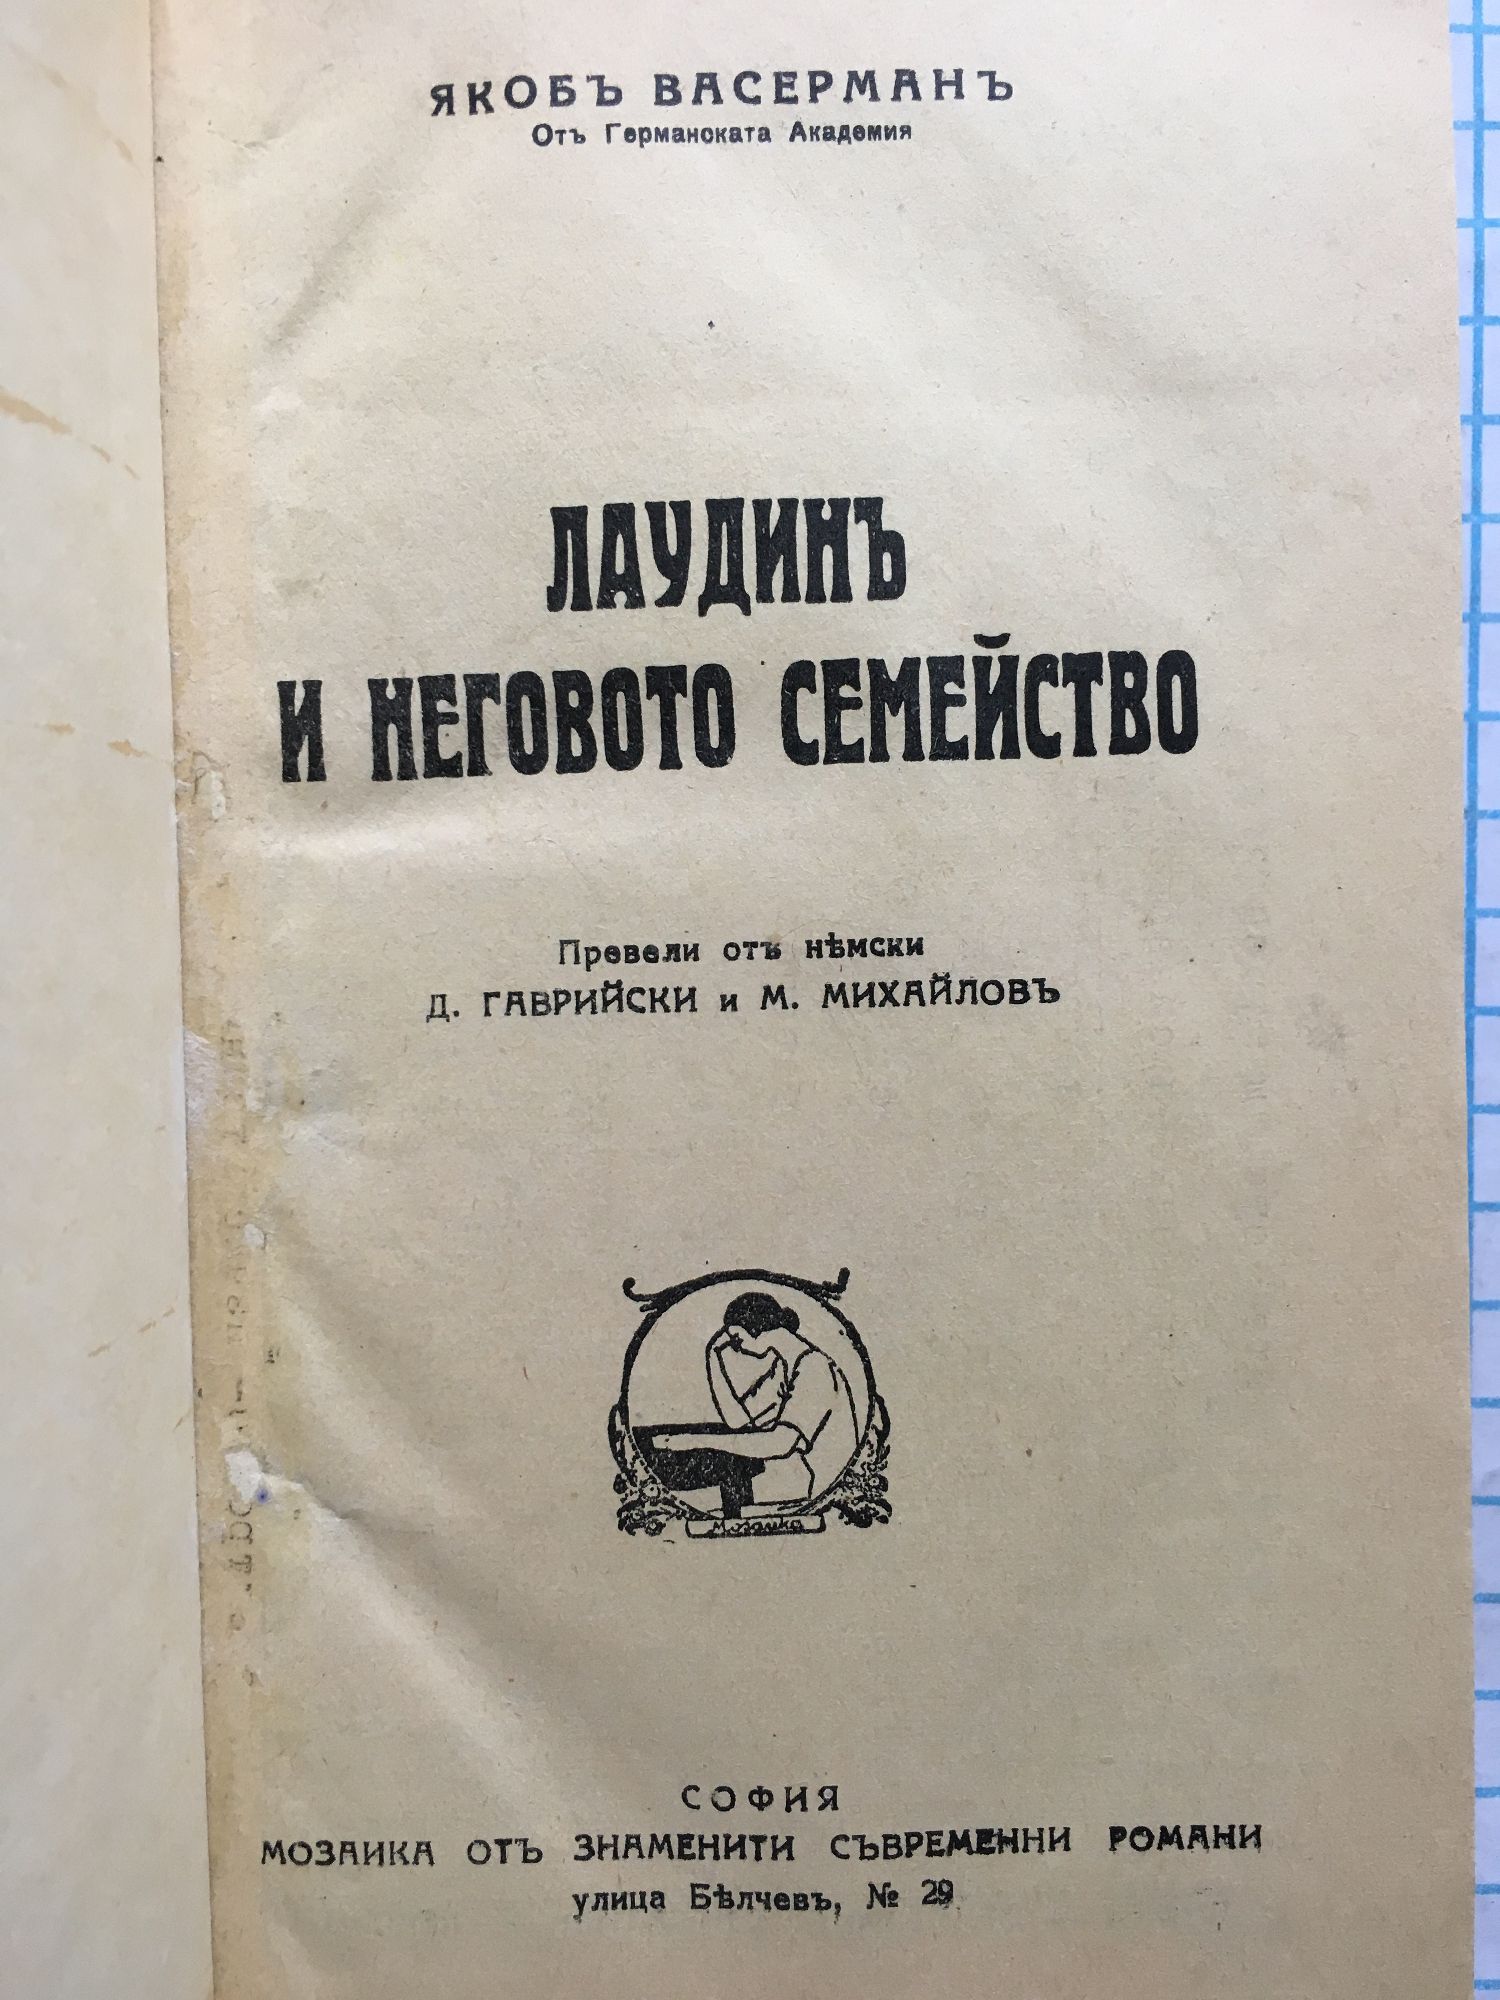 ЯКОБЪ ВАСЕРМАНЪ
Отъ Германската Академия
ЛАУДИНЪ
И НЕГОВОТО СЕМЕЙСТВО
Превели отъ нѣмски
Д. ГАВРИЙСКИ и М. МИХАЙЛОВЪ
Мозаика
СОФИЯ
МОЗАИКА ОТЪ ЗНАМЕНИТИ СЪВРЕМЕННИ РОМАНИ
улица Бѣлчевъ, № 29